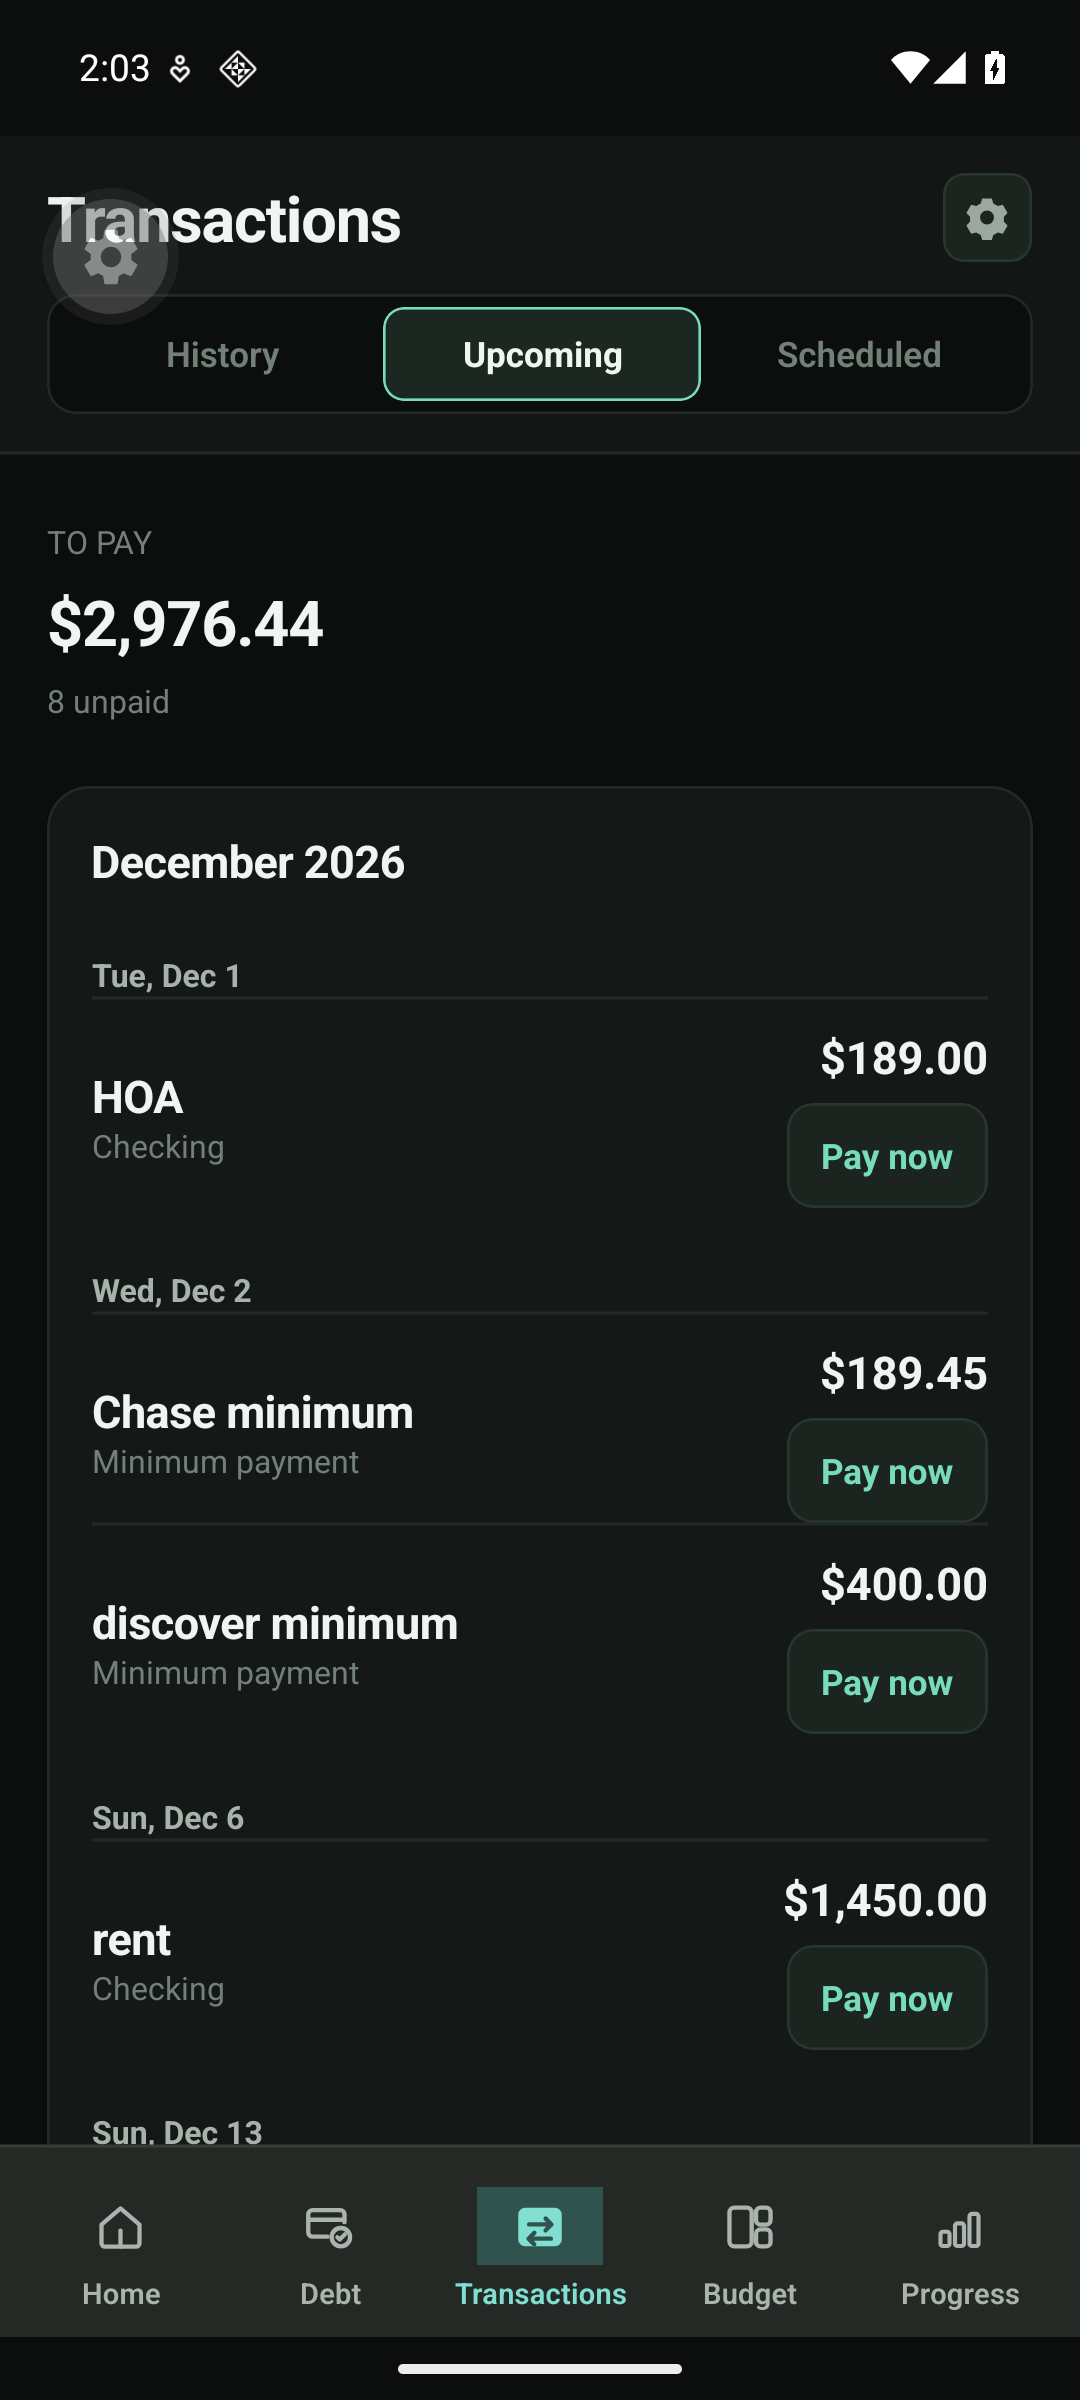 2:03
Transactions
History
Upcoming
Scheduled
TO PAY
$2,976.44
8 unpaid
December 2026
Tue, Dec 1
HOA
Checking
$189.00
Pay now
Wed, Dec 2
Chase minimum
Minimum payment
$189.45
Pay now
discover minimum
Minimum payment
$400.00
Pay now
Sun, Dec 6
rent
Checking
$1,450.00
Pay now
Sun, Dec 13
Home
Debt
Transactions
Budget
Progress